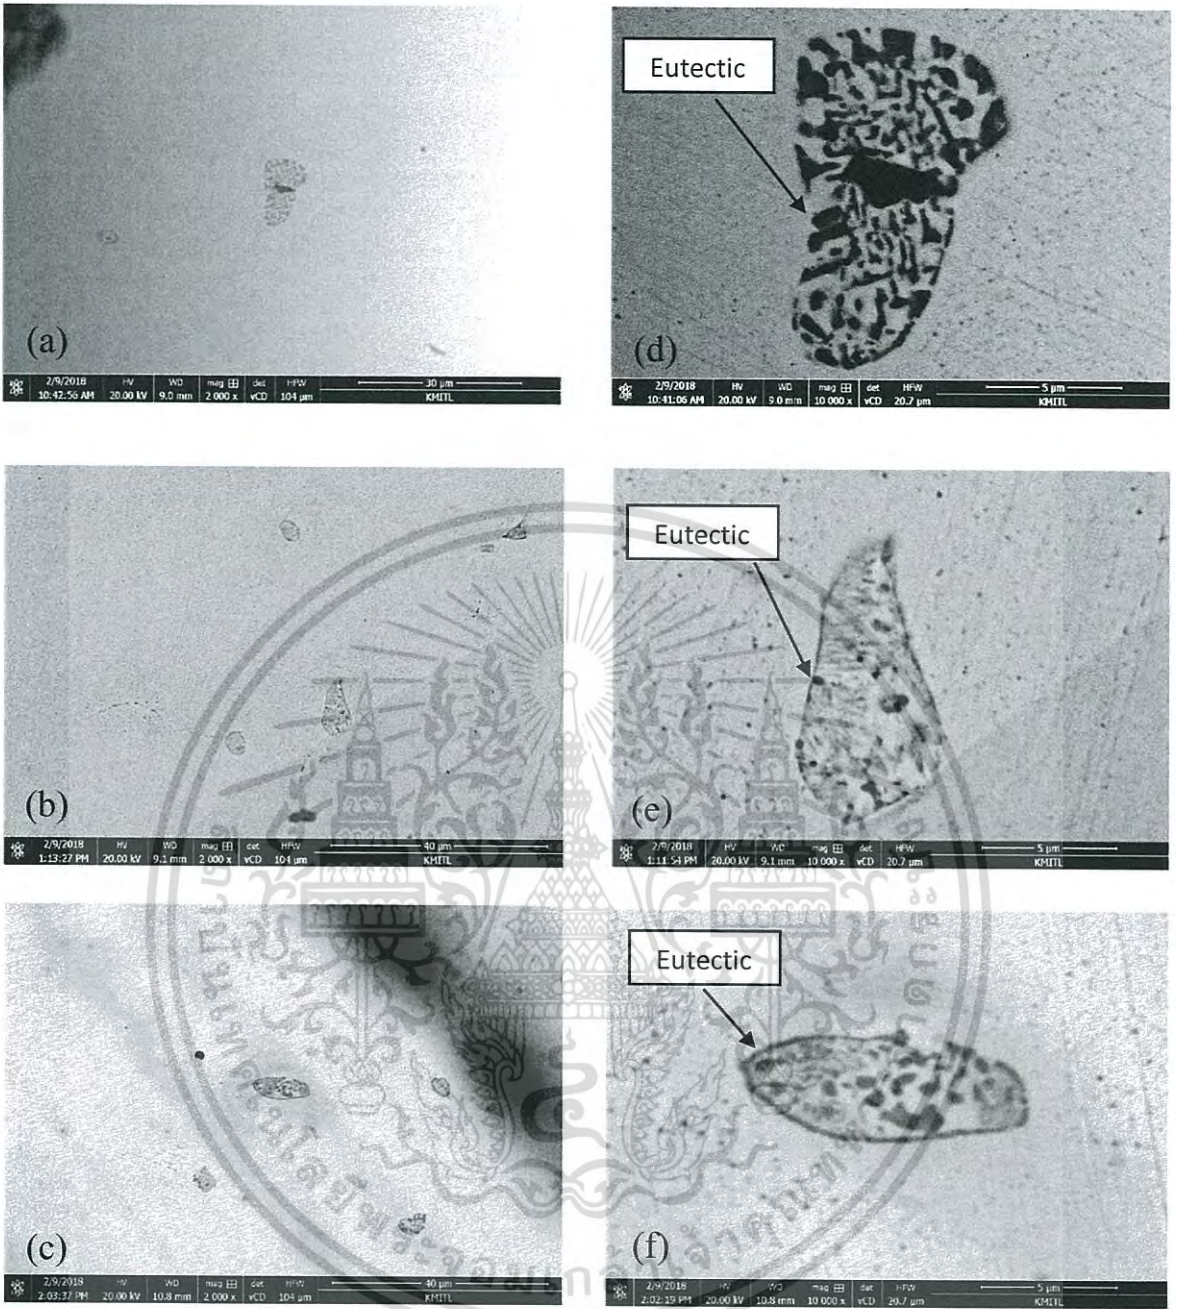 Eutectic
(a)
(d)
2/9/2018 HV WD mag det HFW 30 µm
10:42:56 AM 20.00 kV 9.0 mm 2 000 x vCD 104 µm KMITL
2/9/2018 HV WD mag det HFW 5 µm
10:41:06 AM 20.00 kV 9.0 mm 10 000 x vCD 20.7 µm KMITL
Eutectic
(b)
(e)
2/9/2018 HV WD mag det HFW 40 µm
1:13:27 PM 20.00 kV 9.1 mm 2 000 x vCD 104 µm KMITL
2/9/2018 HV WD mag det HFW 5 µm
1:11:54 PM 20.00 kV 9.1 mm 10 000 x vCD 20.7 µm KMITL
Eutectic
(c)
(f)
2/9/2018 HV WD mag det HFW 40 µm
2:03:37 PM 20.00 kV 10.8 mm 2 000 x vCD 104 µm KMITL
2/9/2018 HV WD mag det HFW 5 µm
2:02:19 PM 20.00 kV 10.8 mm 10 000 x vCD 20.7 µm KMITL